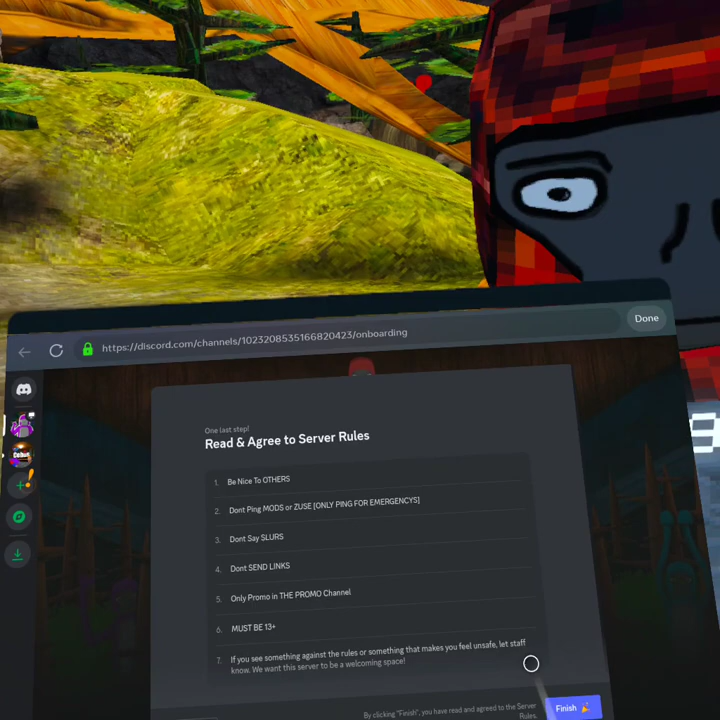 https://discord.com/channels/1023208535166820423/onboarding
Done
One last step!
Read & Agree to Server Rules
1. Be Nice To OTHERS
2. Dont Ping MODS or ZUSE [ONLY PING FOR EMERGENCYS]
3. Dont Say SLURS
4. Dont SEND LINKS
5. Only Promo in THE PROMO Channel
6. MUST BE 13+
7. If you see something against the rules or something that makes you feel unsafe, let staff
know. We want this server to be a welcoming space!
By clicking "Finish", you have read and agreed to the Server
Rules.
Finish